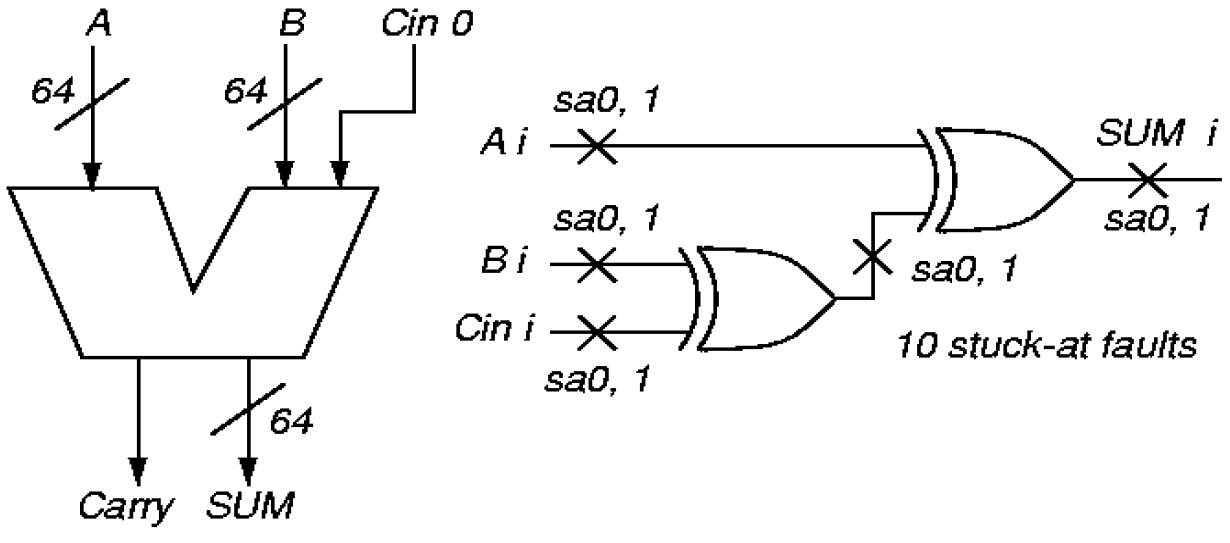 A
B
Cin 0
64
64
64
Carry
SUM
sa0, 1
A i
sa0, 1
B i
Cin i
sa0, 1
sa0, 1
SUM i
sa0, 1
10 stuck-at faults